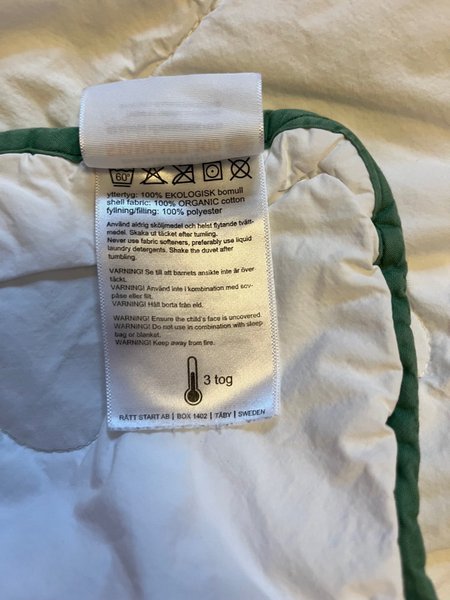 60°
yttertyg: 100% EKOLOGISK bomull
shell fabric: 100% ORGANIC cotton
fyllning/filling: 100% polyester
Använd aldrig sköljmedel och helst flytande tvätt-
medel. Skaka ut täcket efter tumling.
Never use fabric softeners, preferably use liquid
laundry detergents. Shake the duvet after
tumbling.
VARNING! Se till att barnets ansikte inte är över-
täckt.
VARNING! Använd inte i kombination med sov-
påse eller filt.
VARNING! Håll borta från eld.
WARNING! Ensure the child's face is uncovered.
WARNING! Do not use in combination with sleep
bag or blanket.
WARNING! Keep away from fire.
3 tog
RÄTT START AB | BOX 1402 | TÄBY | SWEDEN